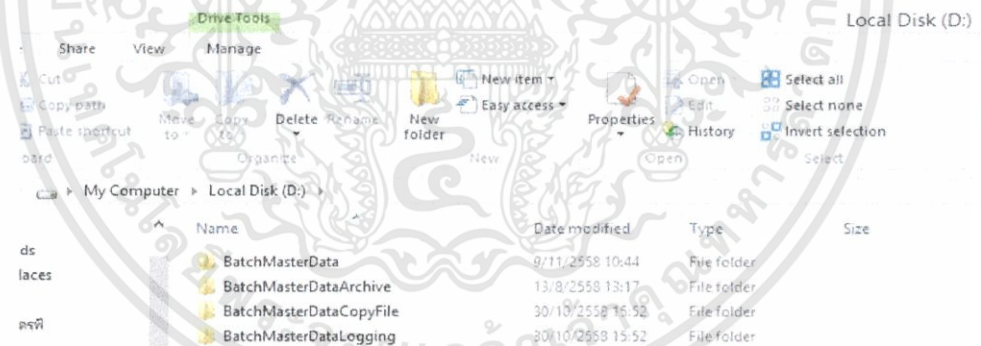 Drive Tools
Local Disk (D:)
Share View Manage
Cut
Copy path
Paste shortcut
Move to
Copy to
Delete
Rename
New folder
New item
Easy access
Properties
Open
Edit
History
Select all
Select none
Invert selection
oard Organize New Open Select
My Computer Local Disk (D:)
Name Date modified Type Size
ds
laces
BatchMasterData 9/11/2558 10:44 File folder
BatchMasterDataArchive 13/8/2558 13:17 File folder
BatchMasterDataCopyFile 30/10/2558 15:52 File folder
BatchMasterDataLogging 30/10/2558 15:52 File folder